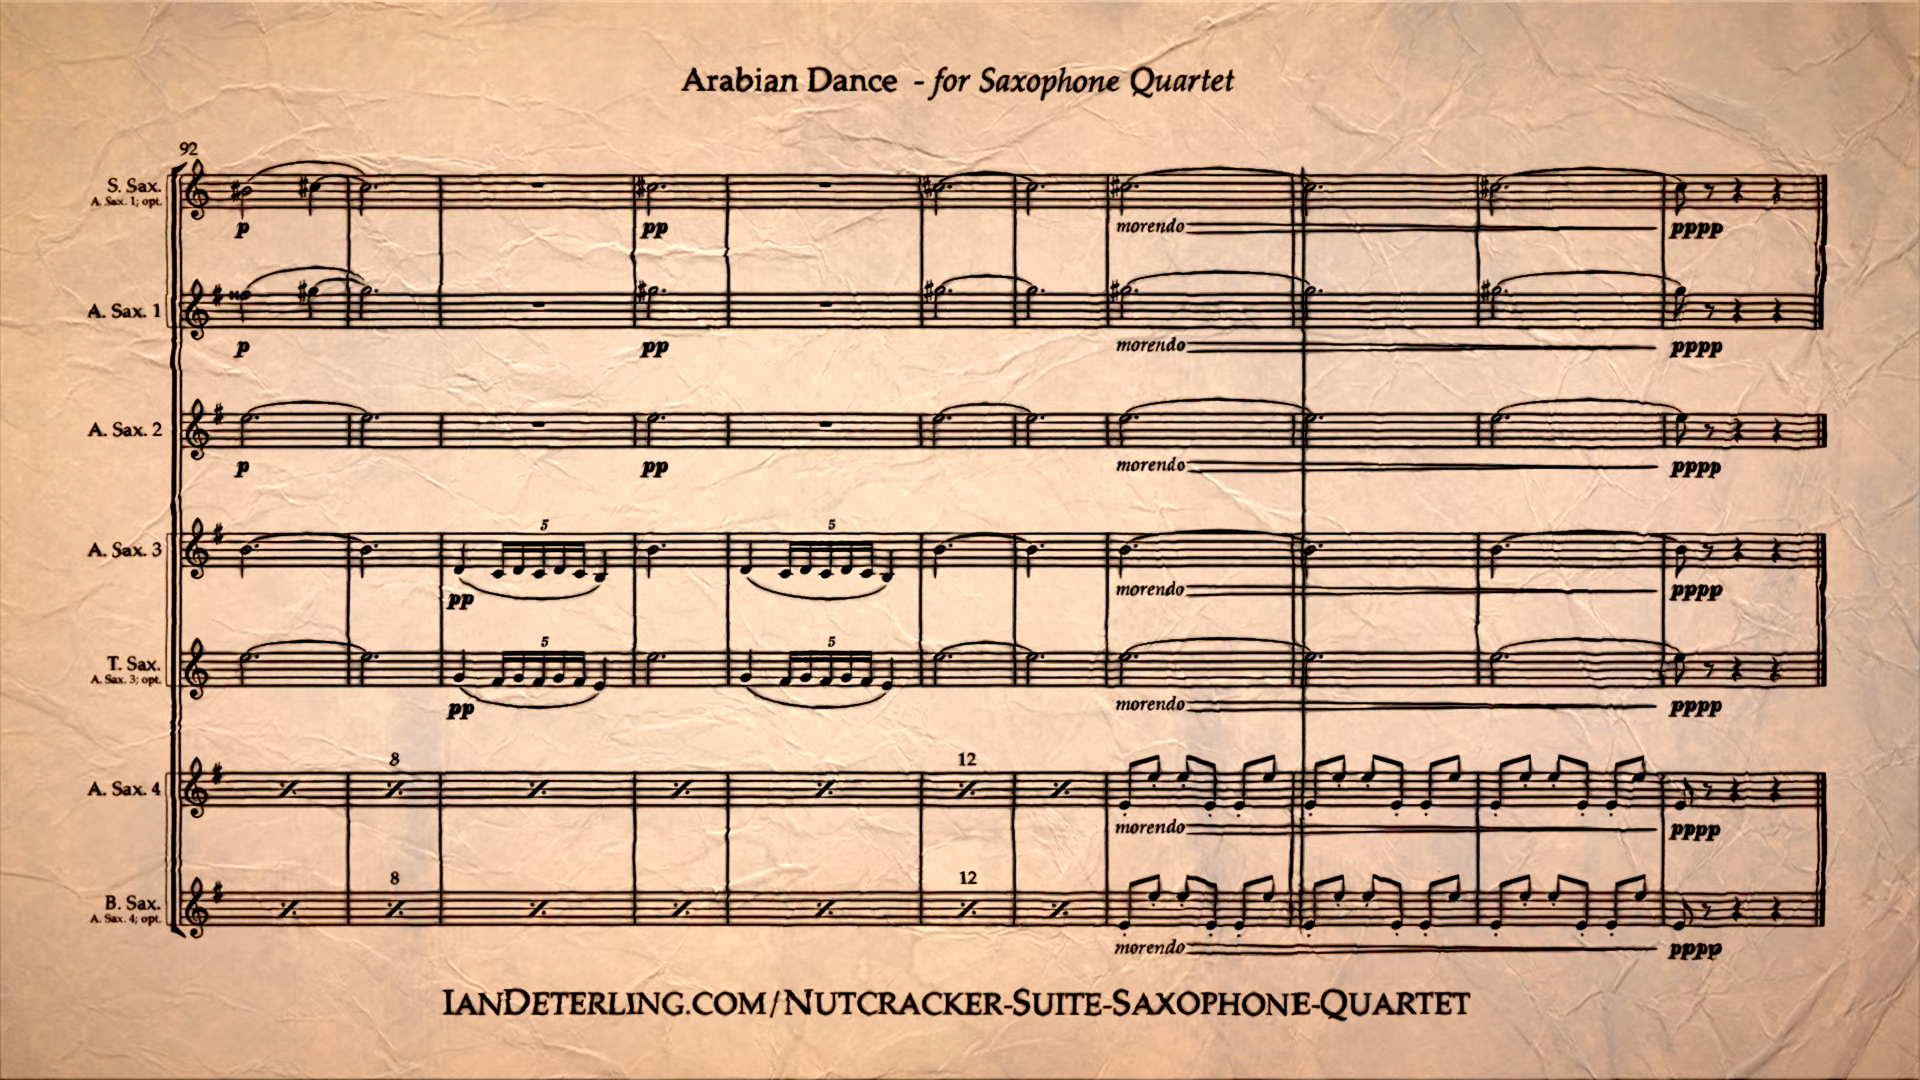 Arabian Dance - for Saxophone Quartet
92
S. Sax.
A. Sax. 1; opt.
p pp morendo pppp
A. Sax. 1
p pp morendo pppp
A. Sax. 2
p pp morendo pppp
A. Sax. 3
5 5
pp morendo pppp
T. Sax.
A. Sax. 3; opt.
5 5
pp morendo pppp
A. Sax. 4
8 12
morendo pppp
B. Sax.
A. Sax. 4; opt.
8 12
morendo pppp
IanDeterling.com/Nutcracker-Suite-Saxophone-Quartet